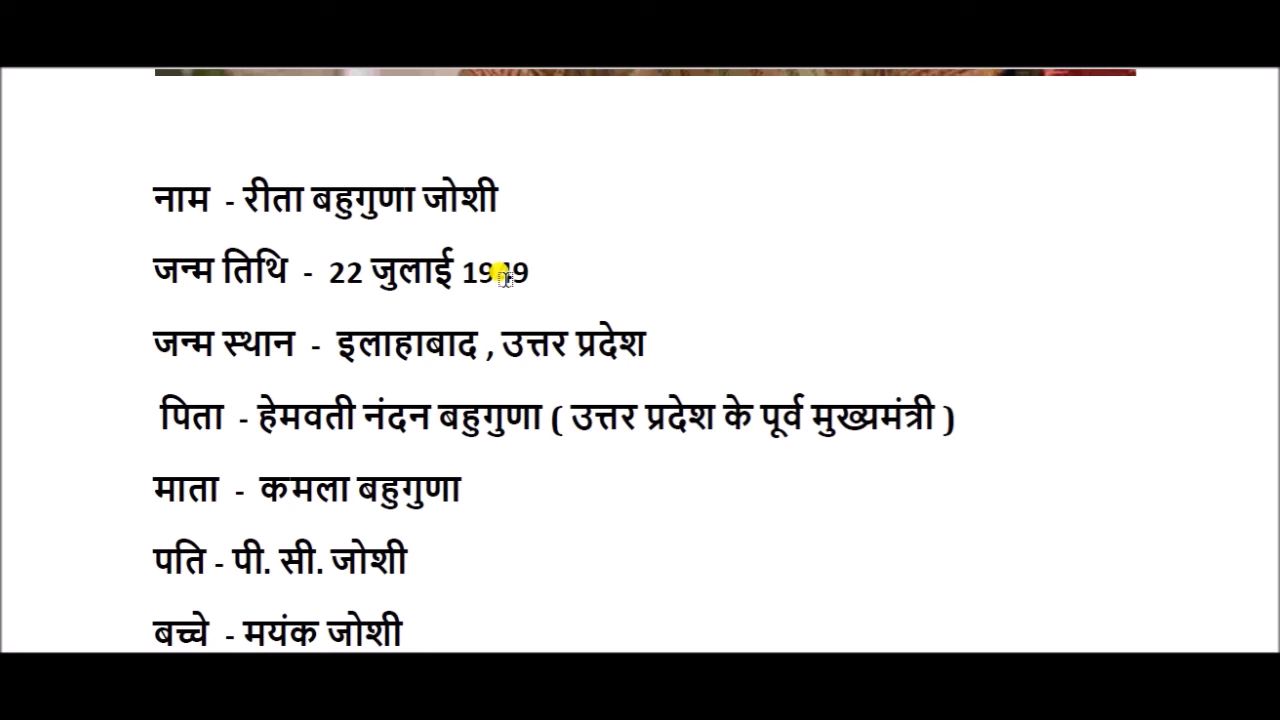 नाम - रीता बहुगुणा जोशी
जन्म तिथि - 22 जुलाई
जन्म स्थान - इलाहाबाद , उत्तर प्रदेश
पिता - हेमवती नंदन बहुगुणा ( उत्तर प्रदेश के पूर्व मुख्यमंत्री )
माता - कमला बहुगुणा
पति - पी. सी. जोशी
बच्चे - मयंक जोशी